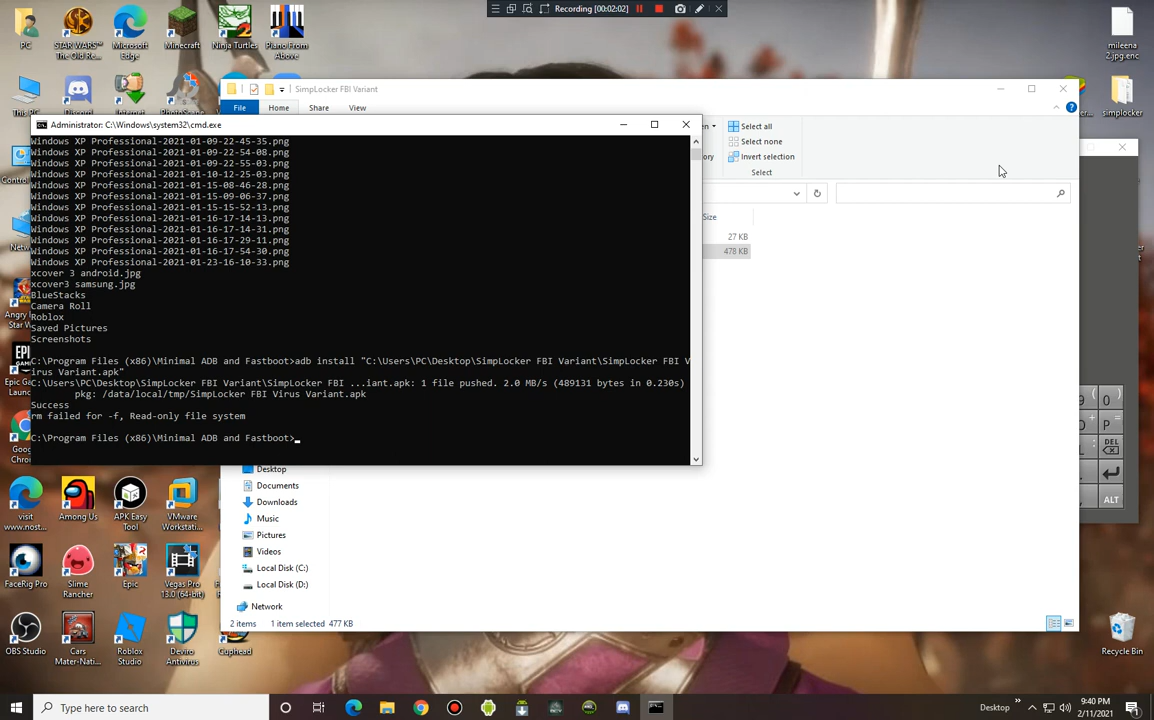 Recording [00:02:02]
PC
STAR WARS™
The Old Re...
Microsoft
Edge
Minecraft
Ninja Turtles
Piano From
Above
mileena
2.jpg.enc
This PC
Discord
Internet
PhotoScape
simplocker
SimpLocker FBI Variant
File
Home
Share
View
Select all
Select none
Invert selection
Select
Size
27 KB
478 KB
Administrator: C:\Windows\system32\cmd.exe
Windows XP Professional-2021-01-09-22-45-35.png
Windows XP Professional-2021-01-09-22-54-08.png
Windows XP Professional-2021-01-09-22-55-03.png
Windows XP Professional-2021-01-10-12-25-03.png
Windows XP Professional-2021-01-15-08-46-28.png
Windows XP Professional-2021-01-15-09-06-37.png
Windows XP Professional-2021-01-15-15-52-13.png
Windows XP Professional-2021-01-16-17-14-13.png
Windows XP Professional-2021-01-16-17-14-31.png
Windows XP Professional-2021-01-16-17-29-11.png
Windows XP Professional-2021-01-16-17-54-30.png
Windows XP Professional-2021-01-23-16-10-33.png
xcover 3 android.jpg
xcover3 samsung.jpg
BlueStacks
Camera Roll
Roblox
Saved Pictures
Screenshots
C:\Program Files (x86)\Minimal ADB and Fastboot>adb install "C:\Users\PC\Desktop\SimpLocker FBI Variant\SimpLocker FBI V
irus Variant.apk"
C:\Users\PC\Desktop\SimpLocker FBI Variant\SimpLocker FBI ...iant.apk: 1 file pushed. 2.0 MB/s (489131 bytes in 0.230s)
pkg: /data/local/tmp/SimpLocker FBI Virus Variant.apk
Success
rm failed for -f, Read-only file system
C:\Program Files (x86)\Minimal ADB and Fastboot>
Desktop
Documents
Downloads
Music
Pictures
Videos
Local Disk (C:)
Local Disk (D:)
Network
2 items
1 item selected 477 KB
DEL
ALT
visit
www.nost...
Among Us
APK Easy
Tool
VMware
Workstati...
FaceRig Pro
Slime
Rancher
Epic
Vegas Pro
13.0 (64-bit)
OBS Studio
Cars
Mater-Nati...
Roblox
Studio
Deviro
Antivirus
Cuphead
Recycle Bin
Type here to search
Desktop
9:40 PM
2/11/2021